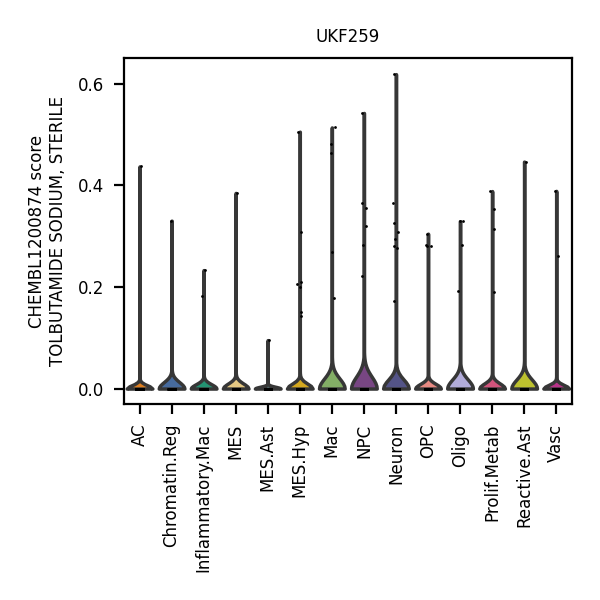 UKF259
CHEMBL1200874 score
TOLBUTAMIDE SODIUM, STERILE
0.6
0.4
0.2
0.0
AC
Chromatin.Reg
Inflammatory.Mac
MES
MES.Ast
MES.Hyp
Mac
NPC
Neuron
OPC
Oligo
Prolif.Metab
Reactive.Ast
Vasc